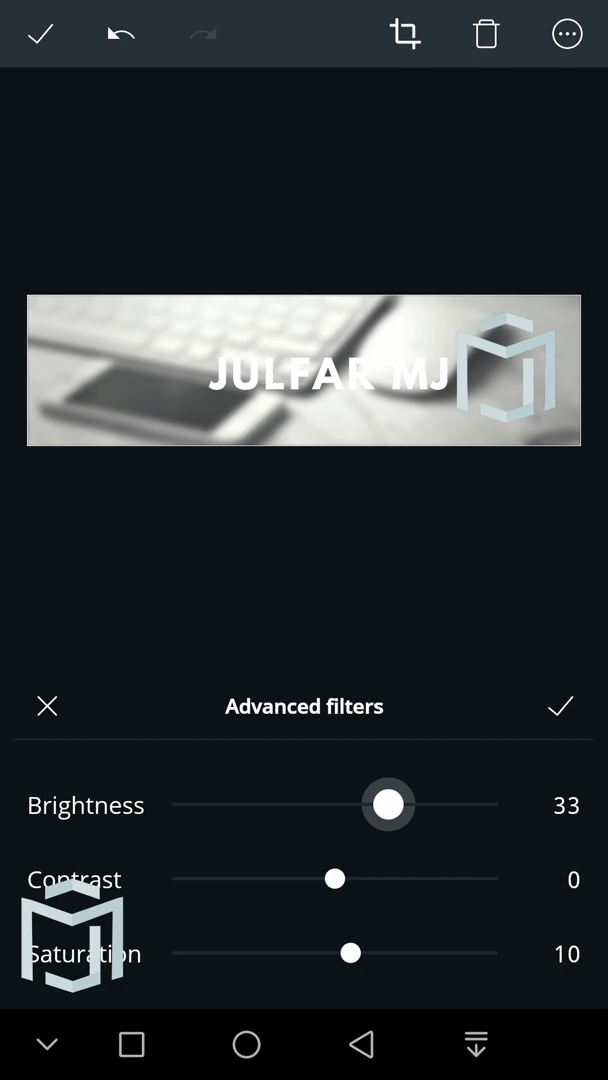 JULFAR MJ
Advanced filters
Brightness 33
Contrast 0
Saturation 10